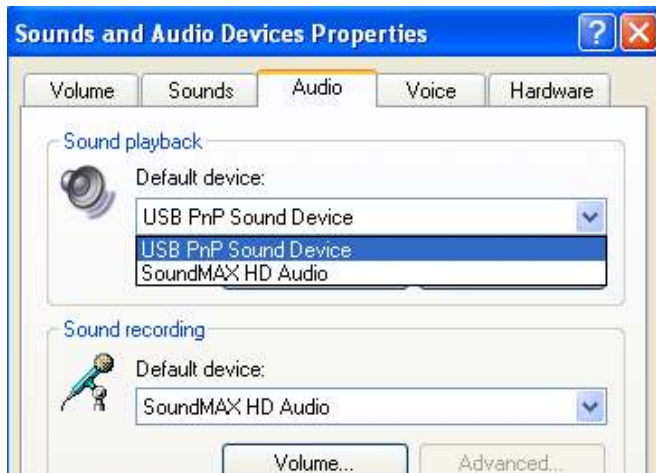 Sounds and Audio Devices Properties
?
Volume Sounds Audio Voice Hardware
Sound playback
Default device:
USB PnP Sound Device
USB PnP Sound Device
SoundMAX HD Audio
Sound recording
Default device:
SoundMAX HD Audio
Volume... Advanced...